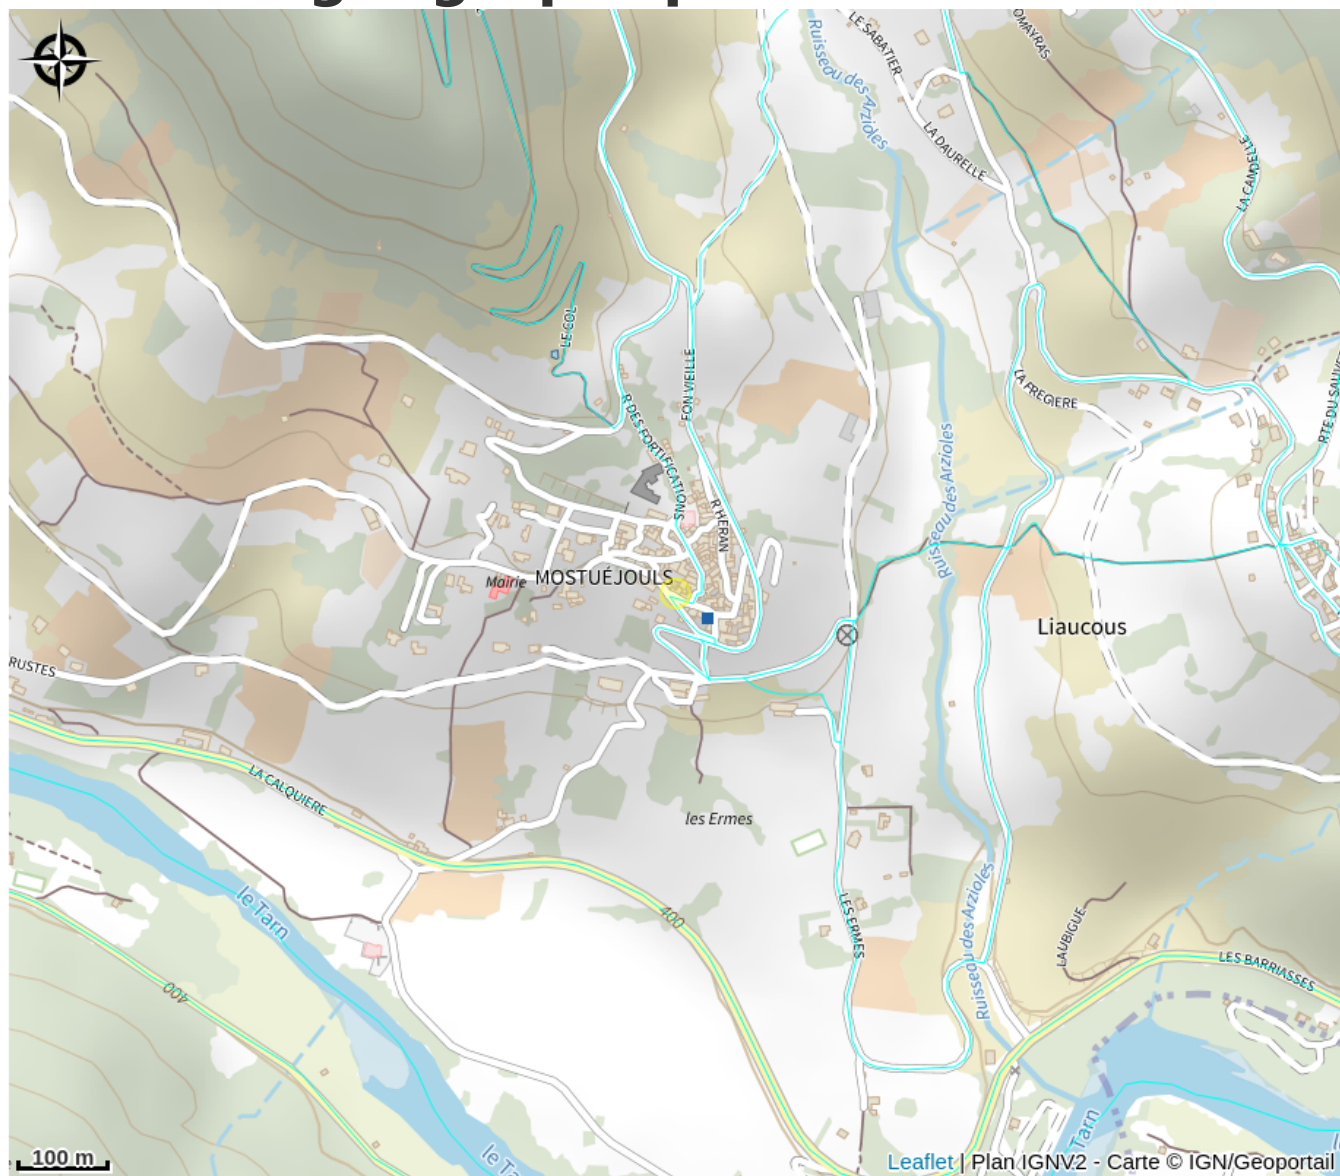 Ruisseau des Arzioles
LE SABATIER
LA DAURELLE
LA CANDELLE
LE COL
FON VIEILLE
R DES FORTIFICATIONS
R HERAN
LA FREGIERE
Ruisseau des Arzioles
Mairie
MOSTUÉJOULS
Liaucous
RUSTES
LA CALQUIERE
les Ermes
le Tarn
400
400
LES ERMES
Ruisseau des Arzioles
LAUBIGUE
LES BARRIASSES
Tarn
100 m
Leaflet | Plan IGNV2 - Carte © IGN/Geoportail